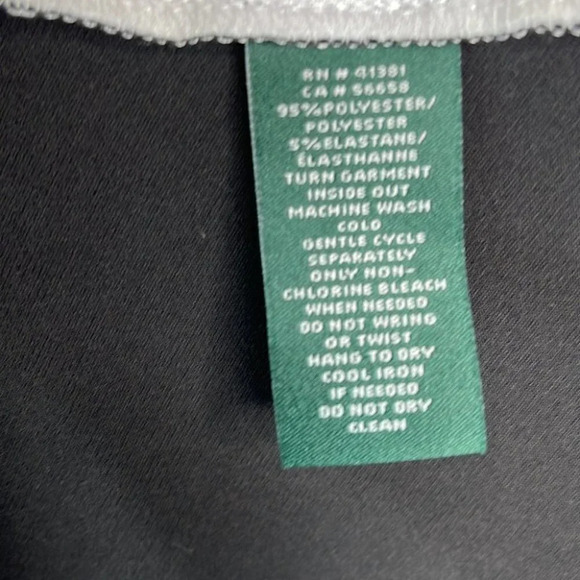 RN # 41381
CA # 56658
95%POLYESTER/
POLYESTER
5%ELASTANE/
ÉLASTHANNE
TURN GARMENT
INSIDE OUT
MACHINE WASH
COLD
GENTLE CYCLE
SEPARATELY
ONLY NON-
CHLORINE BLEACH
WHEN NEEDED
DO NOT WRING
OR TWIST
HANG TO DRY
COOL IRON
IF NEEDED
DO NOT DRY
CLEAN